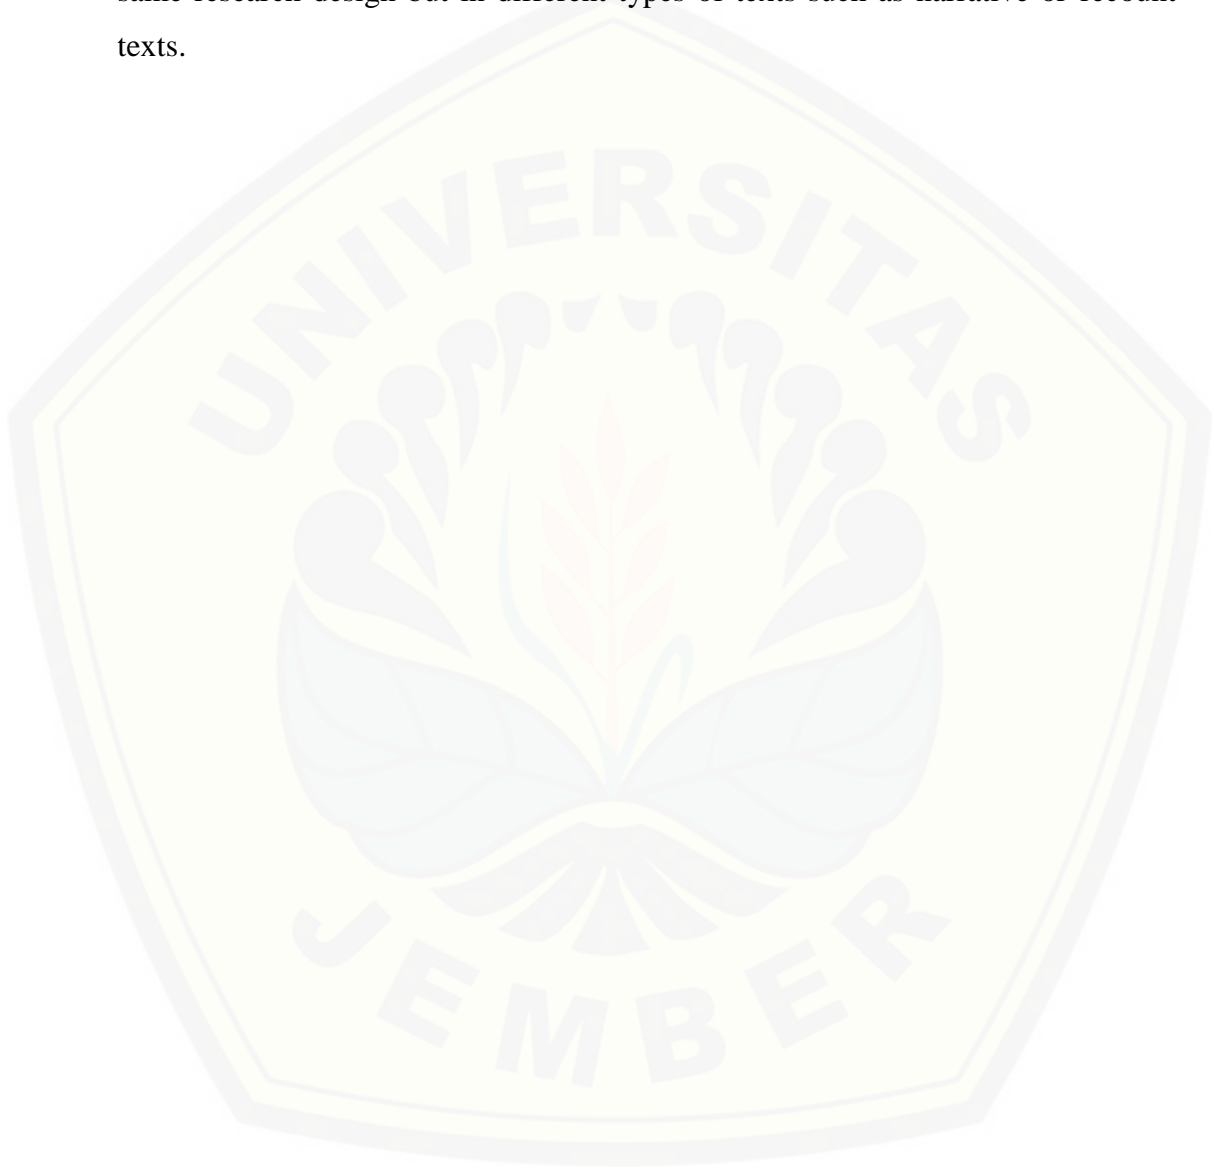 same research design but in different types of texts such as narrative or recount
texts.
UNIVERSITAS
JEMBER